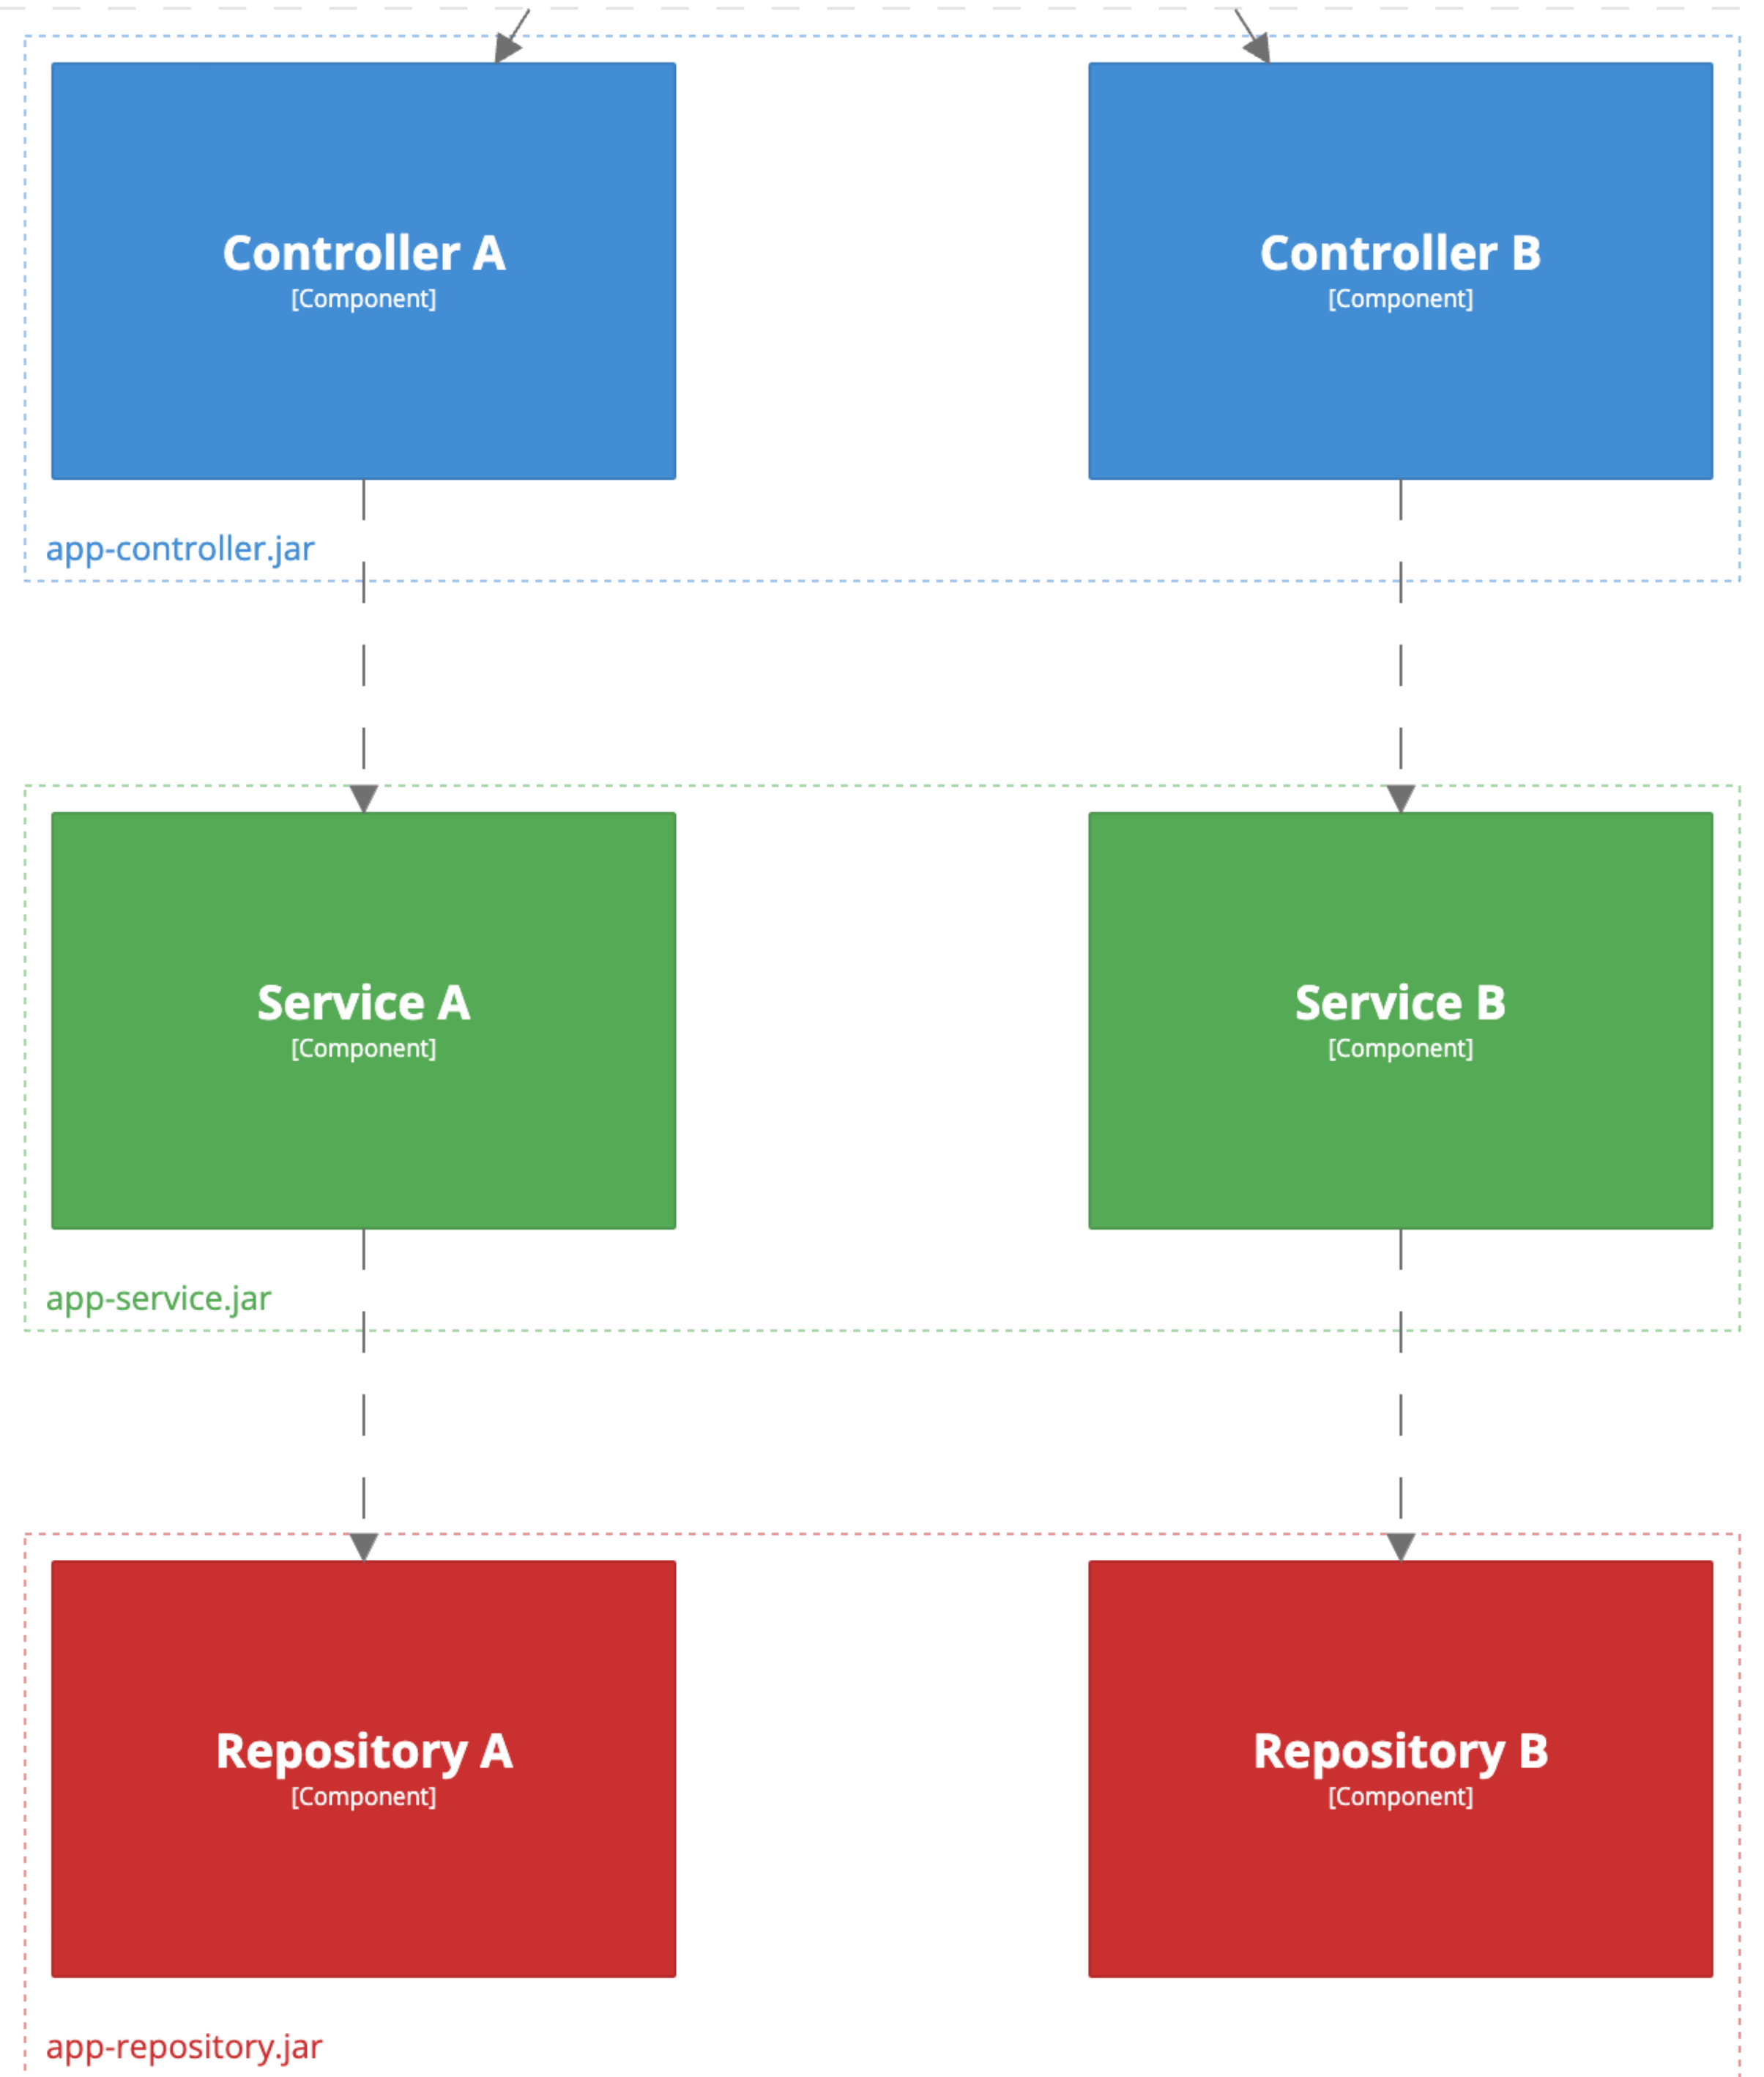 Controller A
[Component]
Controller B
[Component]
app-controller.jar
Service A
[Component]
Service B
[Component]
app-service.jar
Repository A
[Component]
Repository B
[Component]
app-repository.jar